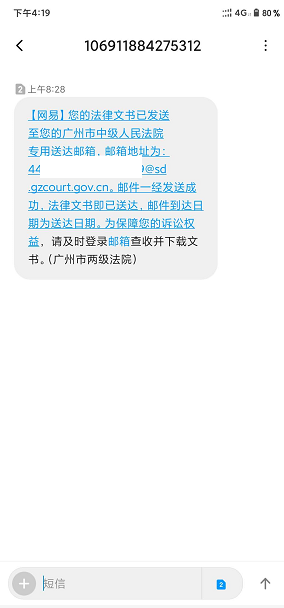 下午4:19
4G
80%
106911884275312
2 上午8:28
【网易】您的法律文书已发送
至您的广州市中级人民法院
专用送达邮箱，邮箱地址为：
44 9@sd
.gzcourt.gov.cn。邮件一经发送成
功，法律文书即已送达，邮件到达日
期为送达日期。为保障您的诉讼权
益，请及时登录邮箱查收并下载文
书。（广州市两级法院）
短信
2